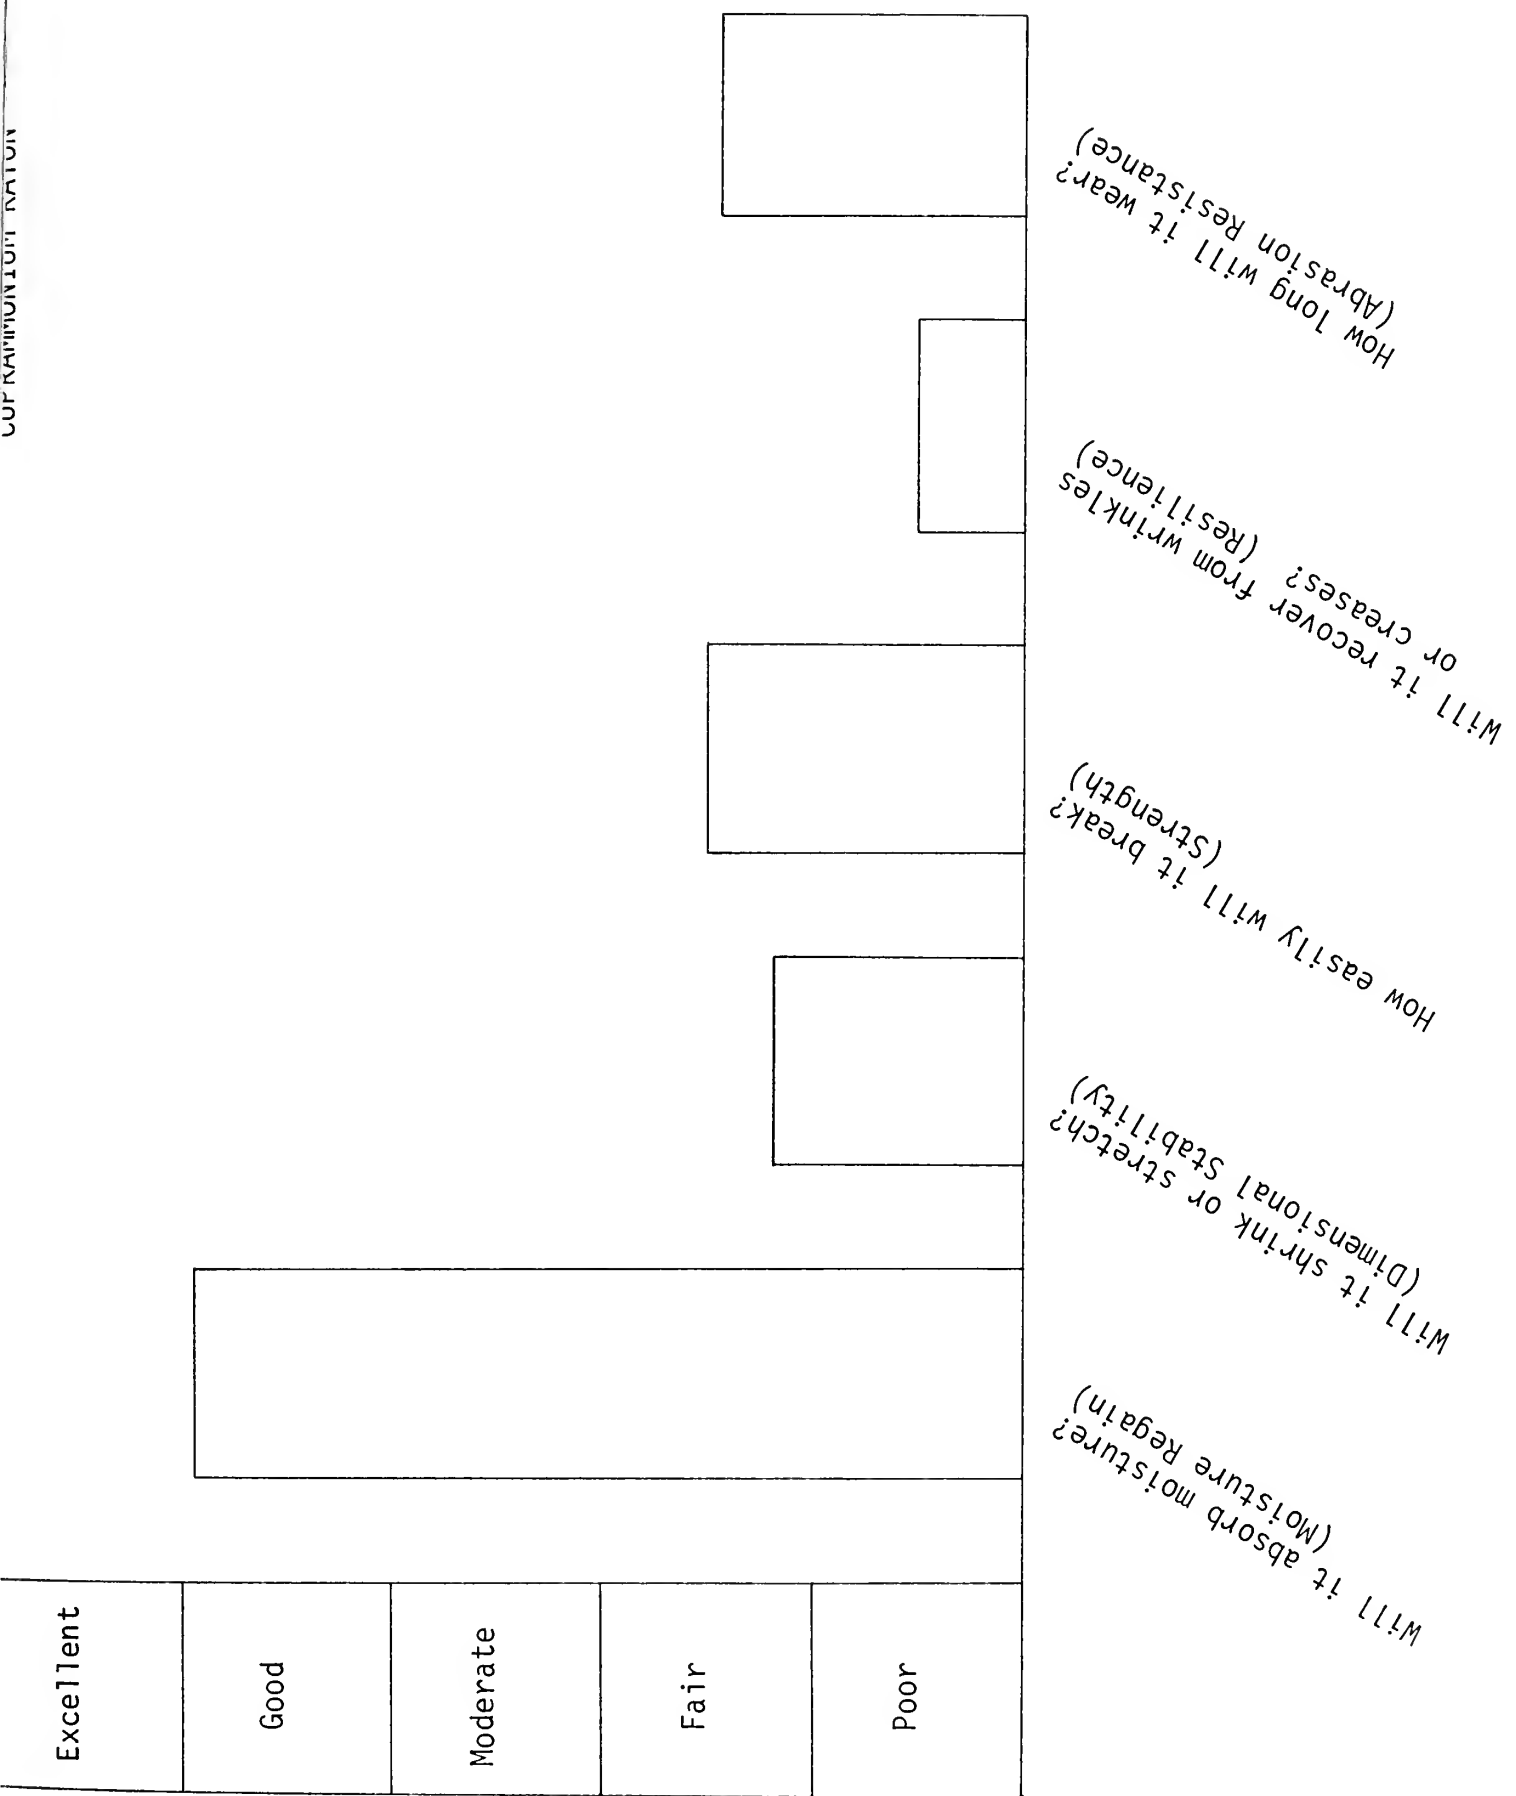 CUPRAMMONIUM RAYON
Excellent
Good
Moderate
Fair
Poor
Will it absorb moisture?
(Moisture Regain)
Will it shrink or stretch?
(Dimensional Stability)
How easily will it break?
(Strength)
Will it recover from wrinkles
or creases? (Resilience)
How long will it wear?
(Abrasion Resistance)